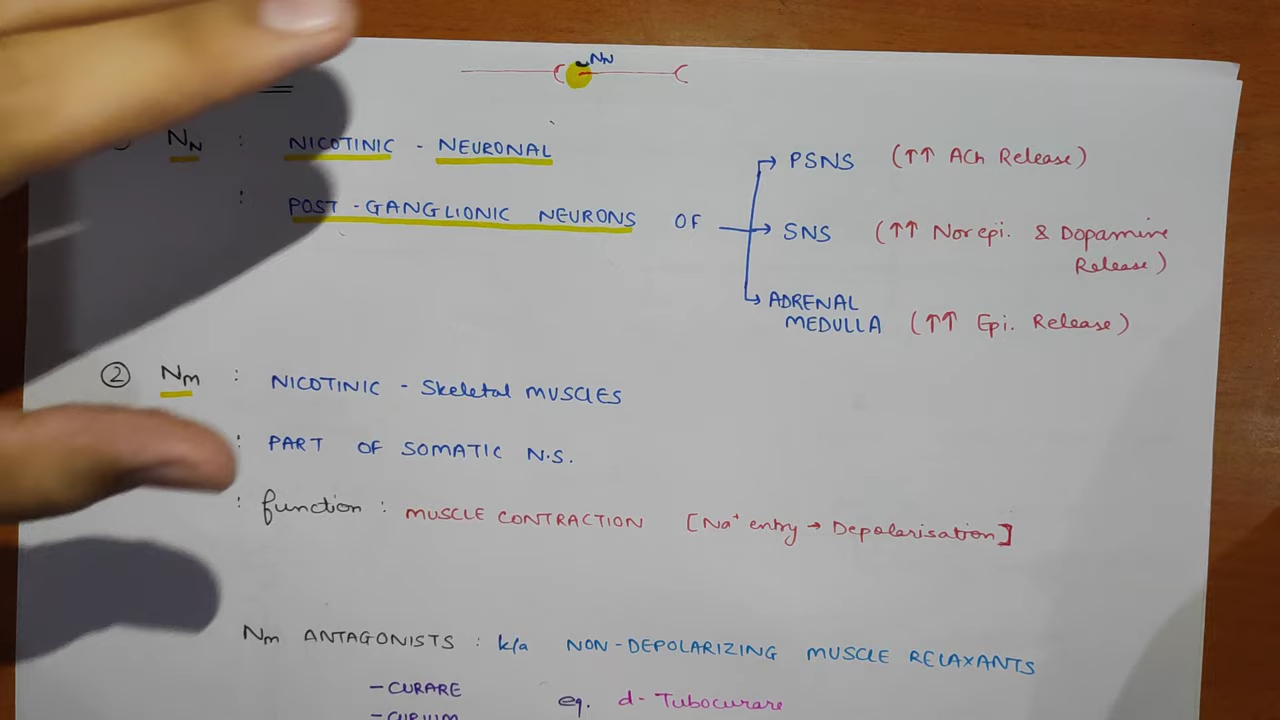 NN
NN : NICOTINIC - NEURONAL
: POST-GANGLIONIC NEURONS OF
→ PSNS (↑↑ Ach Release)
→ SNS (↑↑ Norepi. & Dopamine Release)
→ ADRENAL MEDULLA (↑↑ Epi. Release)
② Nm : NICOTINIC - Skeletal MUSCLES
: PART OF SOMATIC N.S.
: function : MUSCLE CONTRACTION [Na+ entry → Depolarisation]
Nm ANTAGONISTS : k/a NON-DEPOLARIZING MUSCLE RELAXANTS
- CURARE eg. d-Tubocurare
- CURIUM